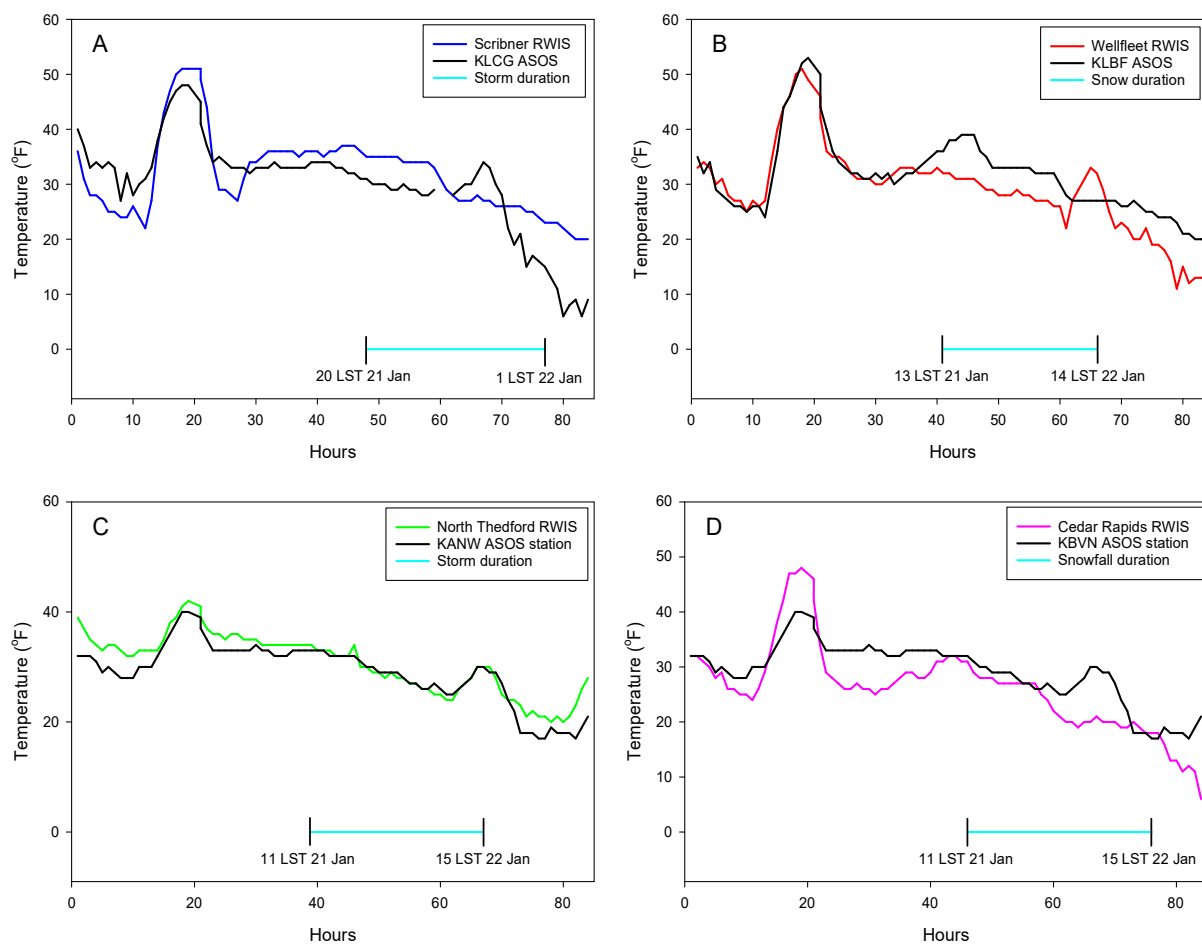 A
Scribner RWIS
KLCG ASOS
Storm duration
Temperature (°F)
60
50
40
30
20
10
0
20 LST 21 Jan
1 LST 22 Jan
0
20
40
60
80
0 10 20 30 40 50 60 70 80
Hours
B
Wellfleet RWIS
KLBF ASOS
Snow duration
Temperature (°F)
60
50
40
30
20
10
0
13 LST 21 Jan
14 LST 22 Jan
0 10 20 30 40 50 60 70 80
Hours
C
North Thedford RWIS
KANW ASOS station
Storm duration
Temperature (°F)
60
40
20
0
11 LST 21 Jan
15 LST 22 Jan
0 20 40 60 80
Hours
D
Cedar Rapids RWIS
KBVN ASOS station
Snowfall duration
Temperature (°F)
60
50
40
30
20
10
0
11 LST 21 Jan
15 LST 22 Jan
0 20 40 60 80
Hours